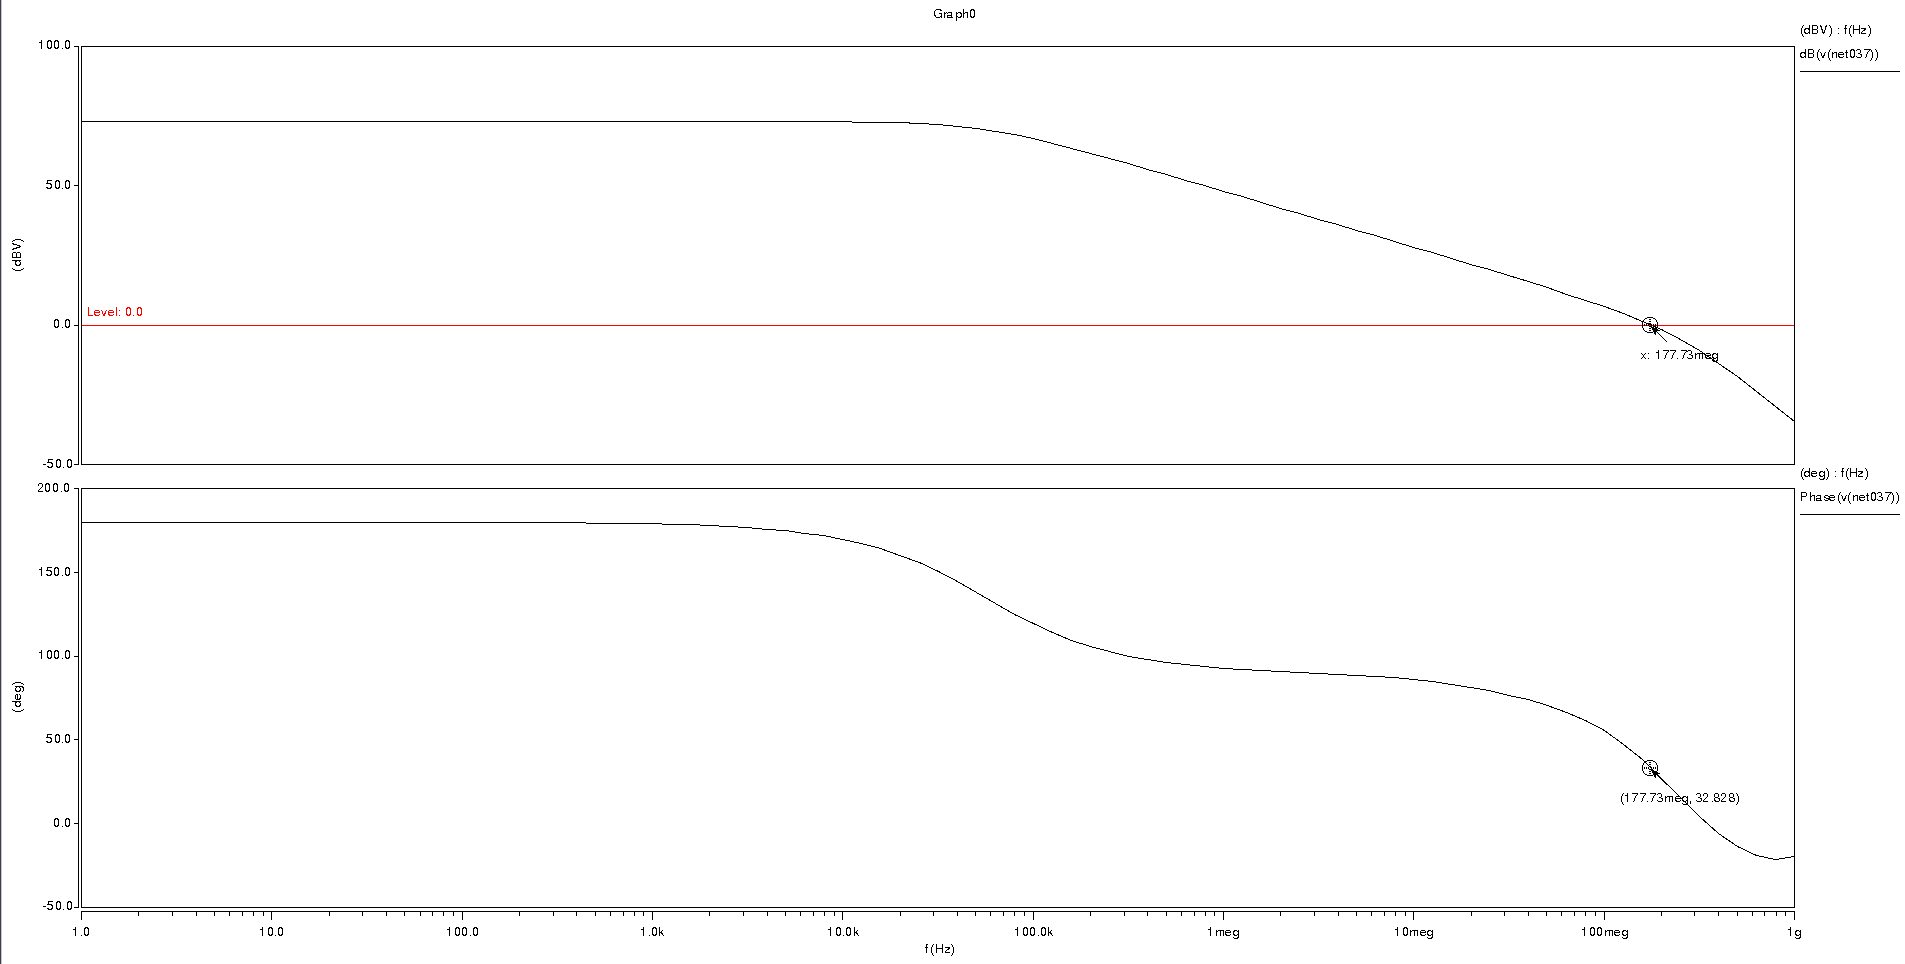 Graph0
(dBV) : f(Hz)
dB(v(net037))
100.0
50.0
(dBV)
Level: 0.0
0.0
x: 177.73meg
-50.0
(deg) : f(Hz)
200.0
Phase(v(net037))
150.0
100.0
(deg)
50.0
(177.73meg, 32.828)
0.0
-50.0
1.0 10.0 100.0 1.0k 10.0k 100.0k 1meg 10meg 100meg 1g
f(Hz)